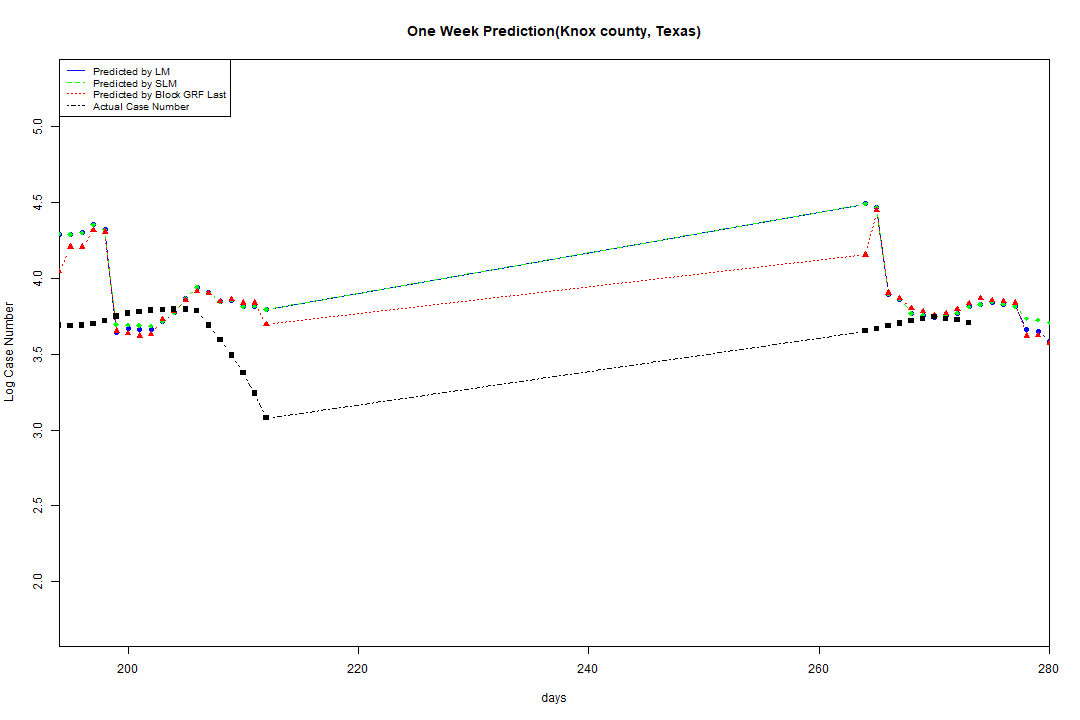 One Week Prediction(Knox county, Texas)
Predicted by LM
Predicted by SLM
Predicted by Block GRF Last
Actual Case Number
5.0
4.5
4.0
3.5
3.0
2.5
2.0
Log Case Number
200
220
240
260
280
days